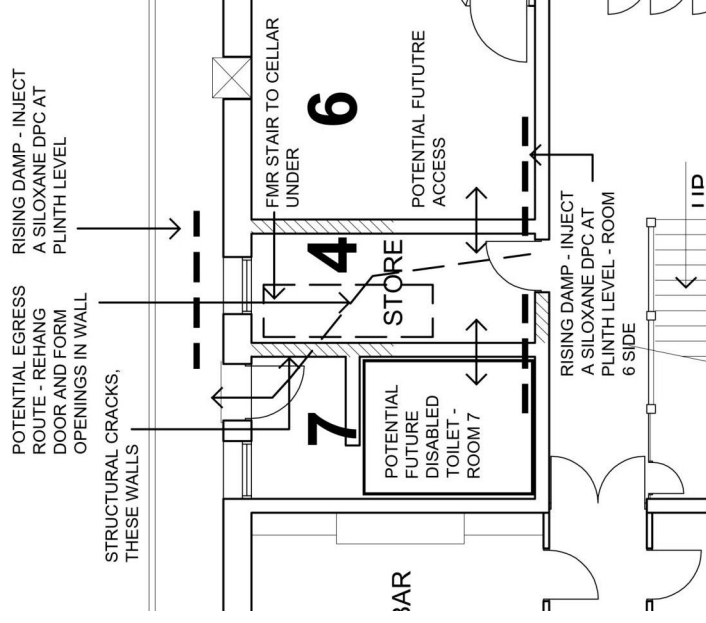 RISING DAMP - INJECT
A SILOXANE DPC AT
PLINTH LEVEL
POTENTIAL EGRESS
ROUTE - REHANG
DOOR AND FORM
OPENINGS IN WALL
STRUCTURAL CRACKS,
THESE WALLS
6
FMR STAIR TO CELLAR
UNDER
POTENTIAL FUTUTRE
ACCESS
4
STORE
7
POTENTIAL
FUTURE
DISABLED
TOILET -
ROOM 7
RISING DAMP - INJECT
A SILOXANE DPC AT
PLINTH LEVEL - ROOM
6 SIDE
UP
BAR